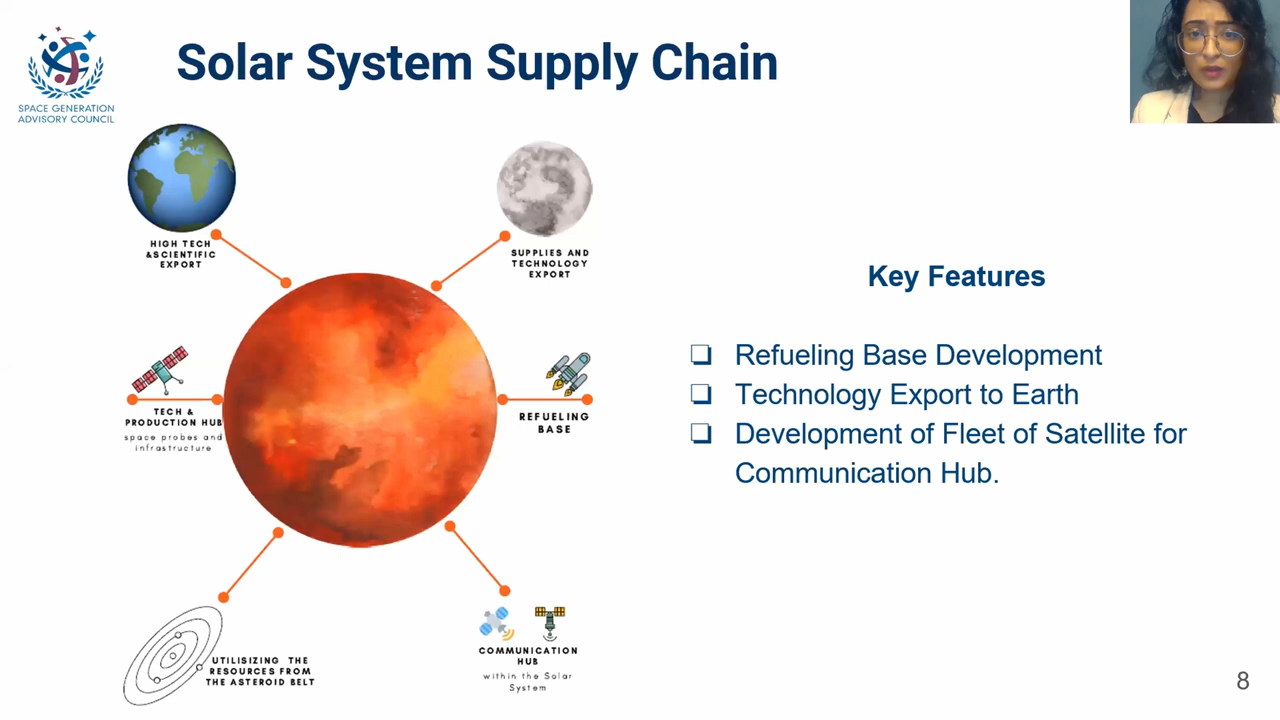 Solar System Supply Chain
SPACE GENERATION
ADVISORY COUNCIL
HIGH TECH
&SCIENTIFIC
EXPORT
SUPPLIES AND
TECHNOLOGY
EXPORT
TECH &
PRODUCTION HUB
space probes and
infrastructure
REFUELING
BASE
UTILISIZING THE
RESOURCES FROM
THE ASTEROID BELT
COMMUNICATION
HUB
within the Solar
System
Key Features
❏ Refueling Base Development
❏ Technology Export to Earth
❏ Development of Fleet of Satellite for
Communication Hub.
8